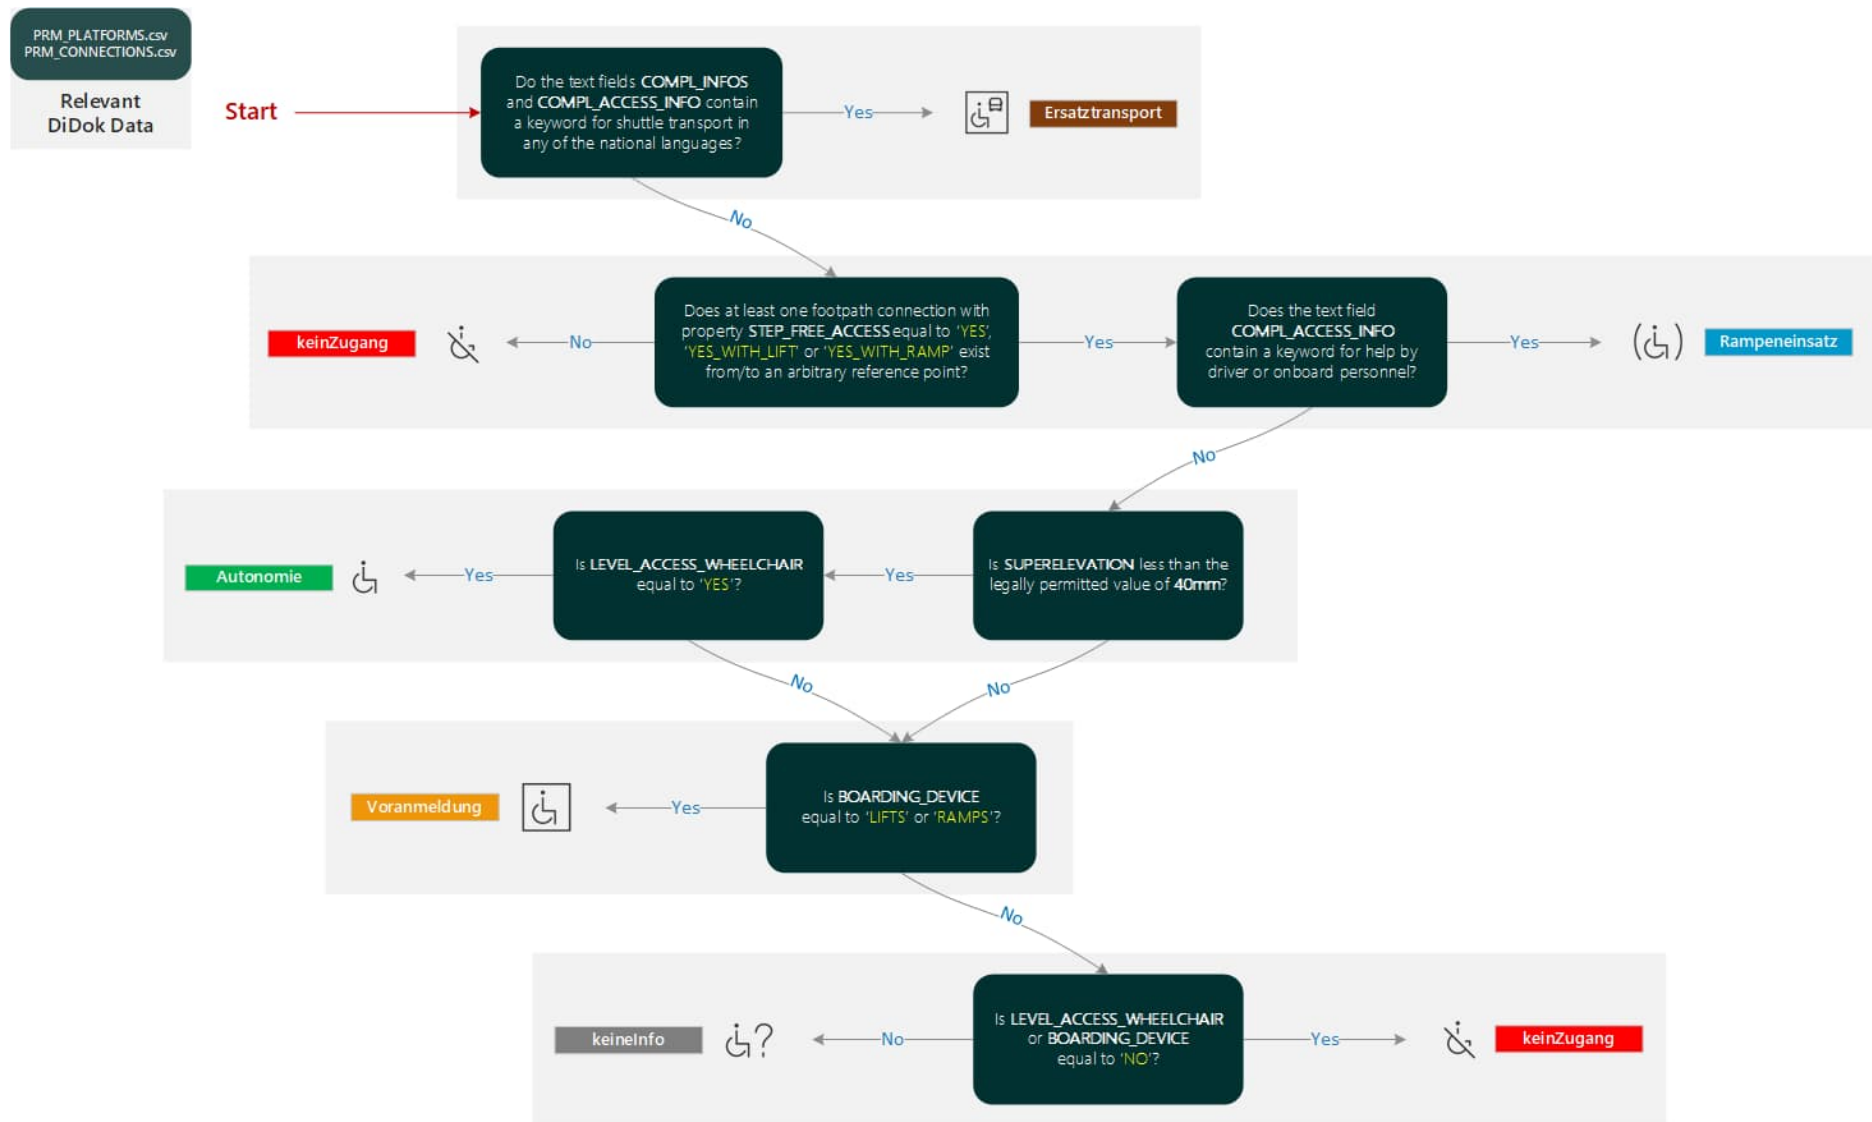 PRM_PLATFORMS.csv
PRM_CONNECTIONS.csv
Relevant
DiDok Data
Start
Do the text fields COMPL_INFOS
and COMPL_ACCESS_INFO contain
a keyword for shuttle transport in
any of the national languages?
Yes
Ersatztransport
No
keinZugang
No
Does at least one footpath connection with
property STEP_FREE_ACCESS equal to 'YES',
'YES_WITH_LIFT' or 'YES_WITH_RAMP' exist
from/to an arbitrary reference point?
Yes
Does the text field
COMPL_ACCESS_INFO
contain a keyword for help by
driver or onboard personnel?
Yes
Rampeneinsatz
No
Autonomie
Yes
Is LEVEL_ACCESS_WHEELCHAIR
equal to 'YES'?
Yes
Is SUPERELEVATION less than the
legally permitted value of 40mm?
No
No
Voranmeldung
Yes
Is BOARDING_DEVICE
equal to 'LIFTS' or 'RAMPS'?
No
keineInfo
?
No
Is LEVEL_ACCESS_WHEELCHAIR
or BOARDING_DEVICE
equal to 'NO'?
Yes
keinZugang